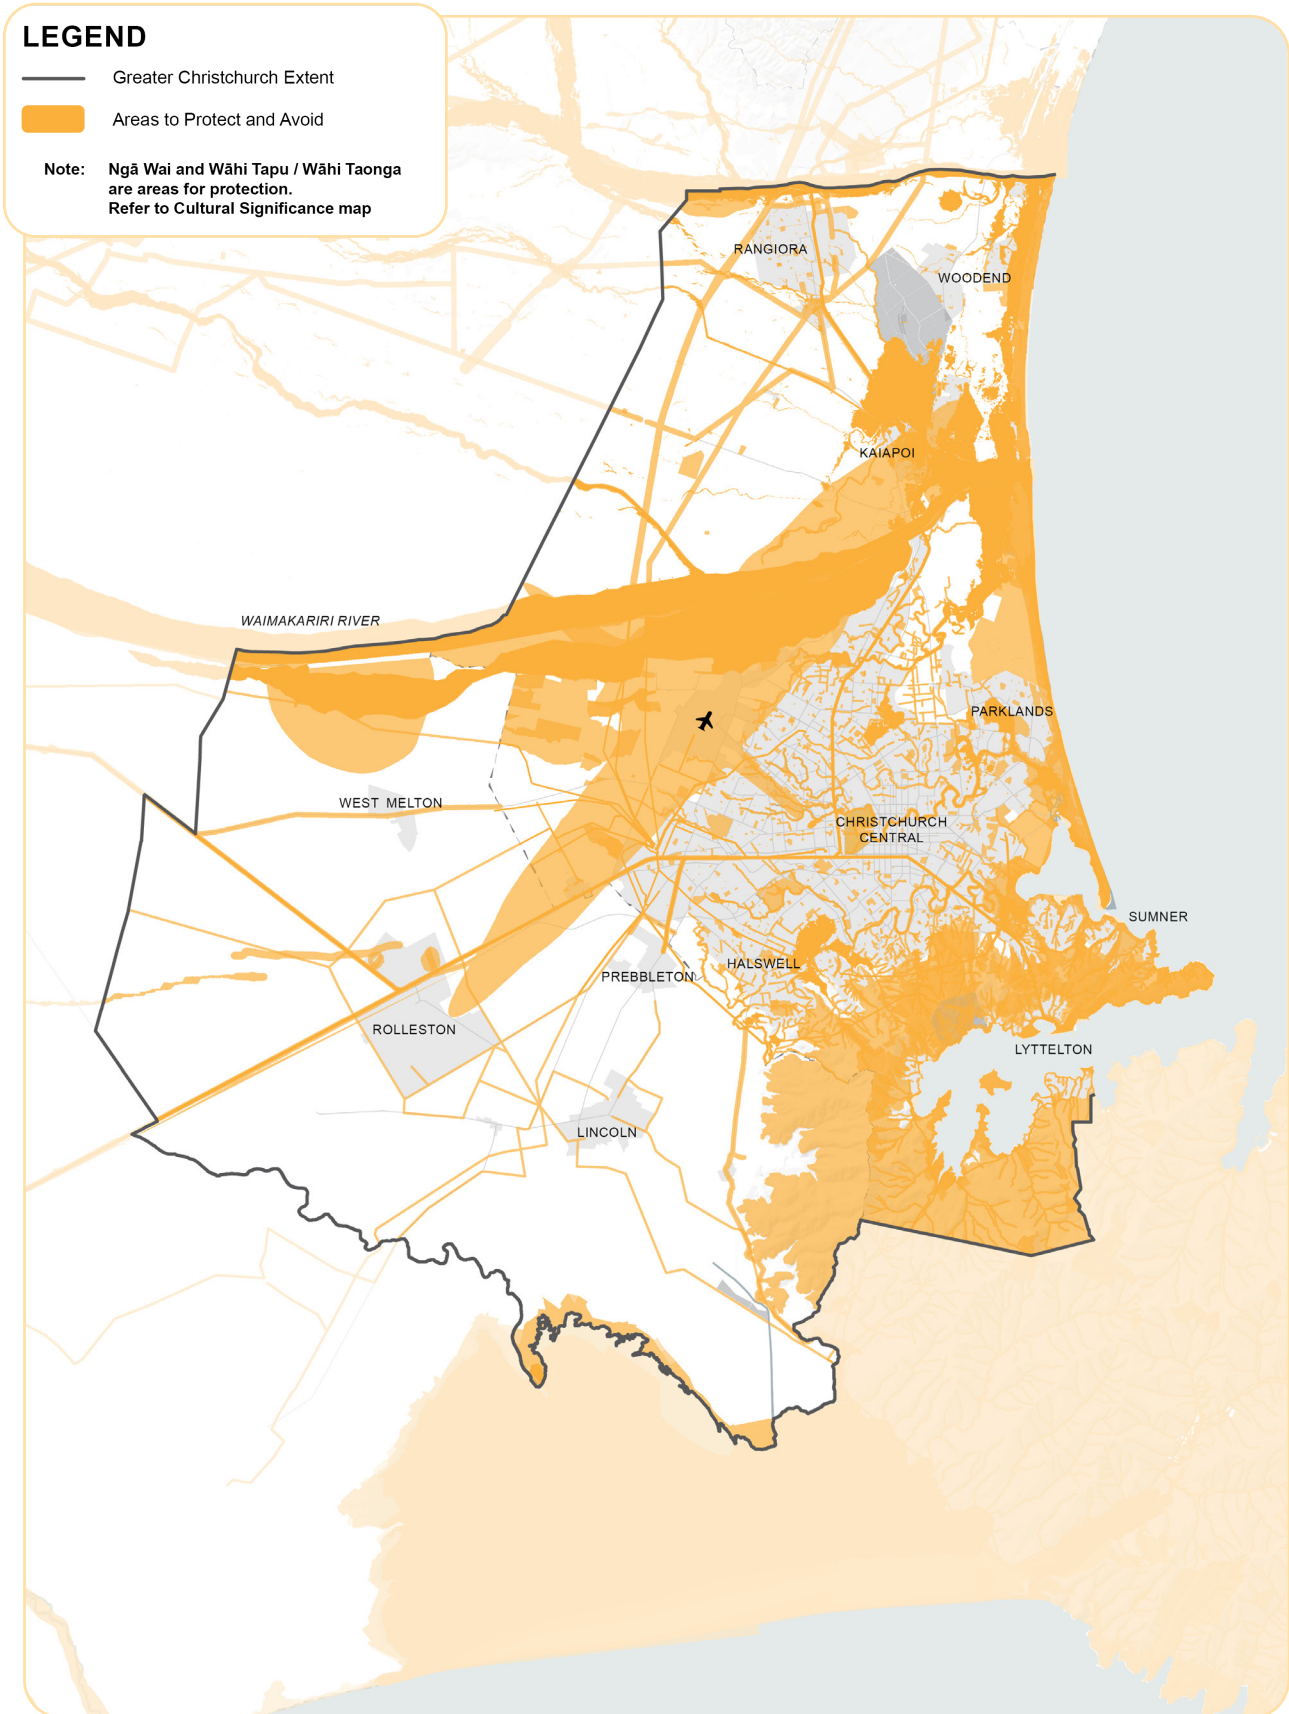 LEGEND
Greater Christchurch Extent
Areas to Protect and Avoid
Note: Ngā Wai and Wāhi Tapu / Wāhi Taonga
are areas for protection.
Refer to Cultural Significance map
RANGIORA
WOODEND
KAIAPOI
WAIMAKARIRI RIVER
PARKLANDS
WEST MELTON
CHRISTCHURCH
CENTRAL
SUMNER
HALSWELL
PREBBLETON
ROLLESTON
LYTTELTON
LINCOLN